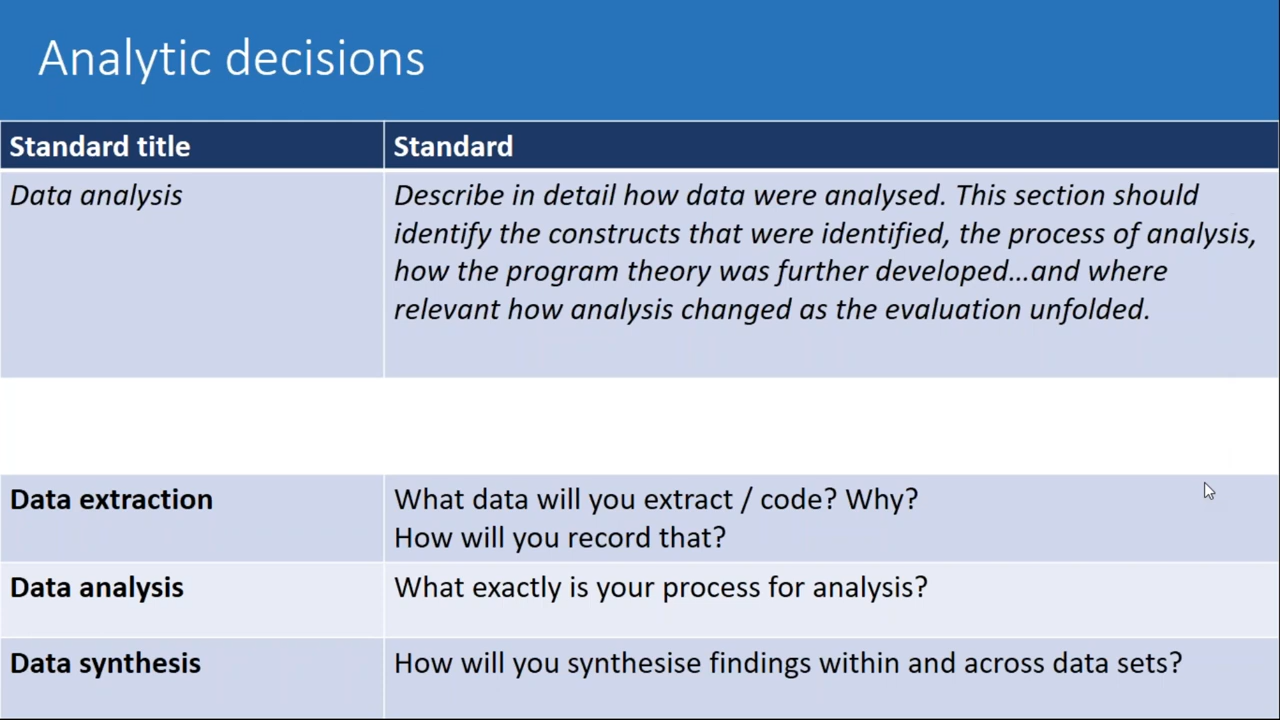 Analytic decisions
Standard title
Standard
Data analysis
Describe in detail how data were analysed. This section should
identify the constructs that were identified, the process of analysis,
how the program theory was further developed…and where
relevant how analysis changed as the evaluation unfolded.
Data extraction
What data will you extract / code? Why?
How will you record that?
Data analysis
What exactly is your process for analysis?
Data synthesis
How will you synthesise findings within and across data sets?